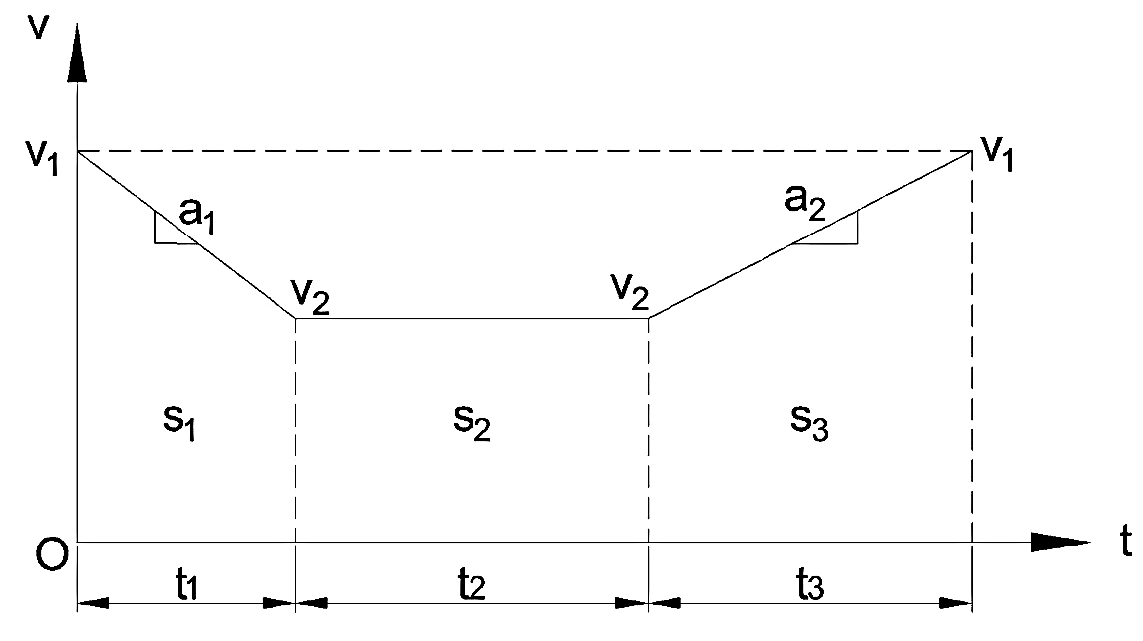 v
v₁
v₁
a₁
a₂
v₂
v₂
s₁
s₂
s₃
O
t
t₁
t₂
t₃